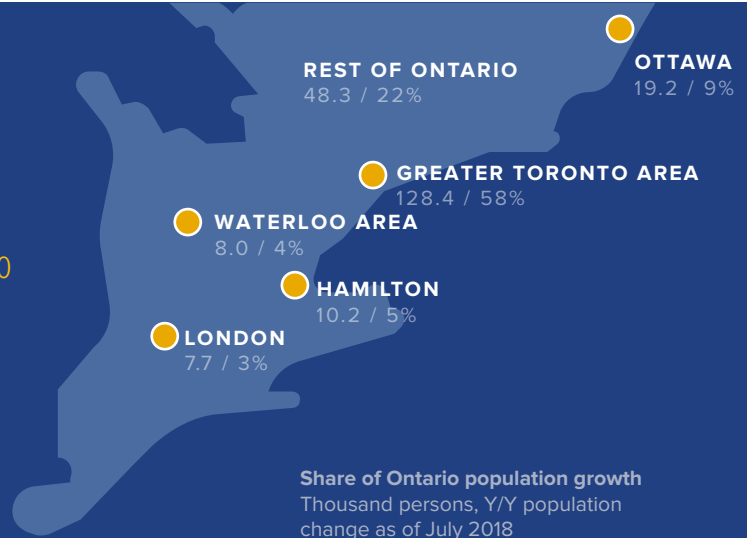 OTTAWA
19.2 / 9%
REST OF ONTARIO
48.3 / 22%
GREATER TORONTO AREA
128.4 / 58%
WATERLOO AREA
8.0 / 4%
0
HAMILTON
10.2 / 5%
LONDON
7.7 / 3%
Share of Ontario population growth
Thousand persons, Y/Y population
change as of July 2018